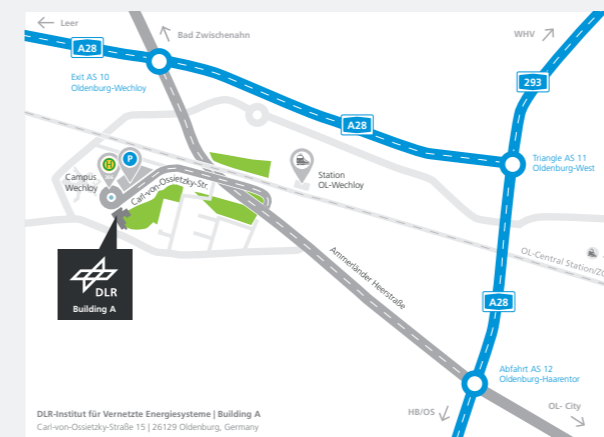 Leer
Bad Zwischenahn
WHV
A28
Exit AS 10
Oldenburg-Wechloy
293
A28
H
P
Triangle AS 11
Oldenburg-West
Campus
Wechloy
Carl-von-Ossietzky-Str.
Station
OL-Wechloy
OL-Central Station/ZO
Ammerländer Heerstraße
DLR
Building A
A28
Abfahrt AS 12
Oldenburg-Haarentor
HB/OS
OL- City
DLR-Institut für Vernetzte Energiesysteme | Building A
Carl-von-Ossietzky-Straße 15 | 26129 Oldenburg, Germany